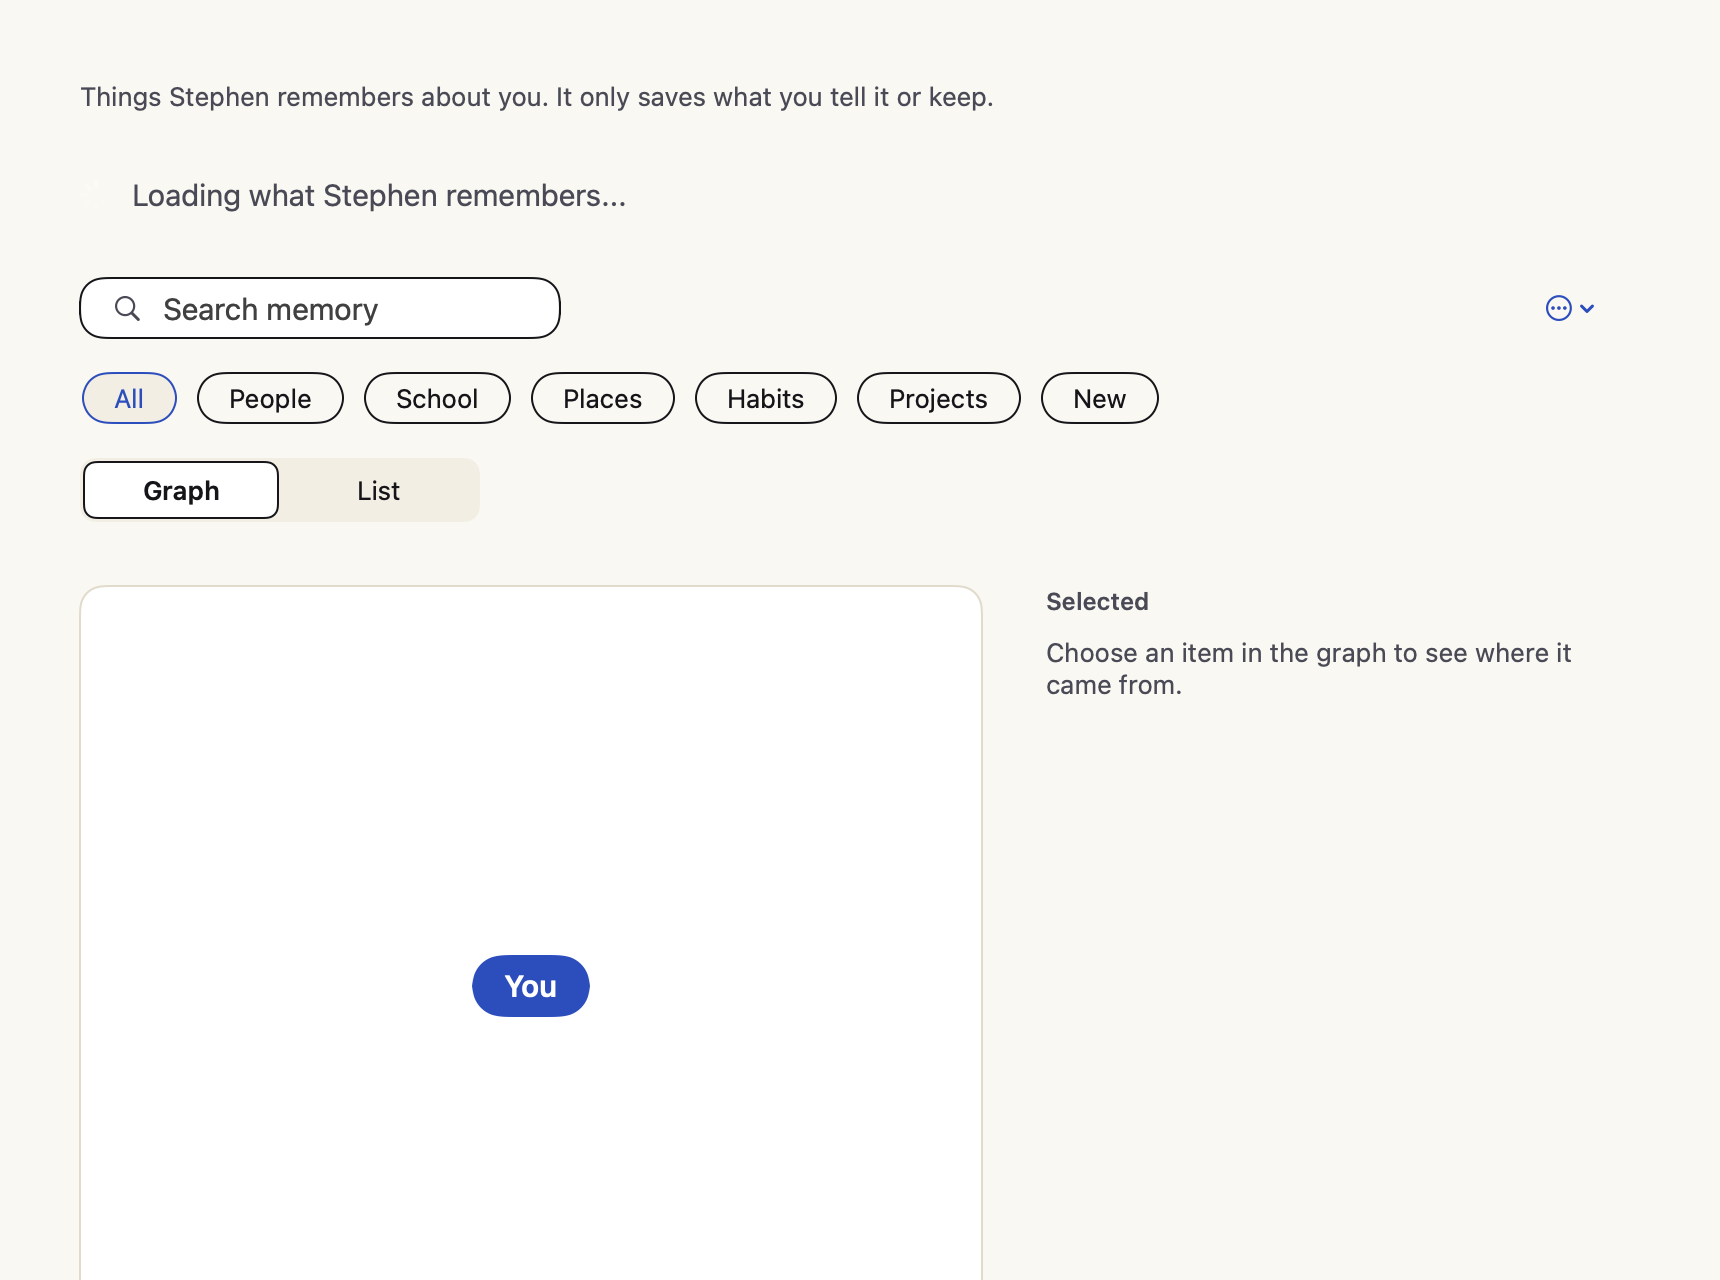 Things Stephen remembers about you. It only saves what you tell it or keep.
Loading what Stephen remembers...
Search memory
All
People
School
Places
Habits
Projects
New
Graph
List
Selected
Choose an item in the graph to see where it
came from.
You